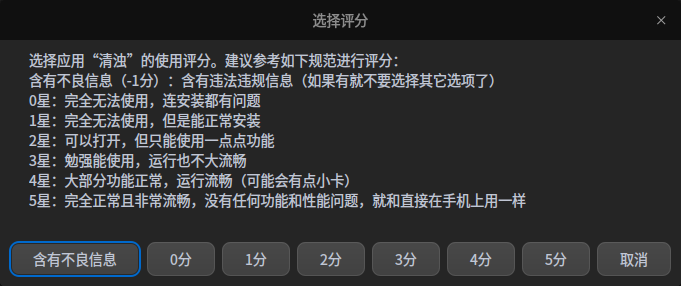 选择评分
选择应用“清浊”的使用评分。建议参考如下规范进行评分：
含有不良信息（-1分）：含有违法违规信息（如果有就不要选择其它选项了）
0星：完全无法使用，连安装都有问题
1星：完全无法使用，但是能正常安装
2星：可以打开，但只能使用一点点功能
3星：勉强能使用，运行也不大流畅
4星：大部分功能正常，运行流畅（可能会有点小卡）
5星：完全正常且非常流畅，没有任何功能和性能问题，就和直接在手机上用一样
含有不良信息 0分 1分 2分 3分 4分 5分 取消